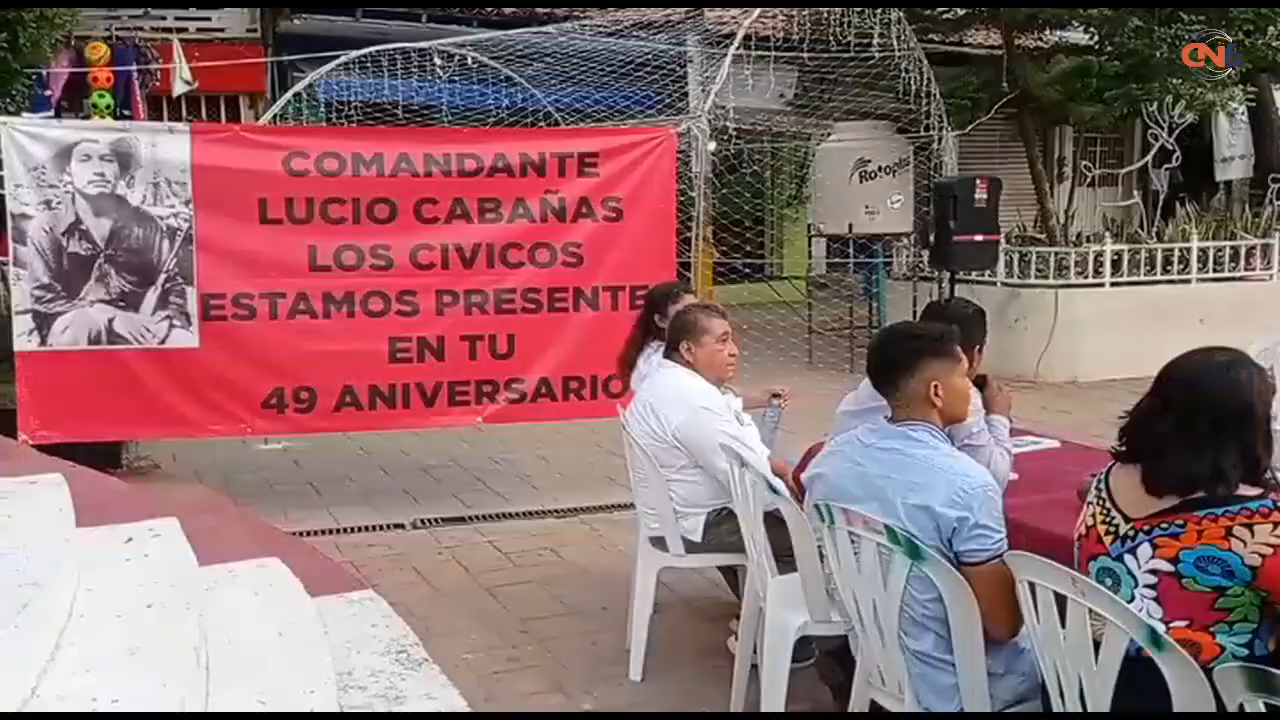 COMANDANTE
LUCIO CABAÑAS
LOS CIVICOS
ESTAMOS PRESENTE
EN TU
49 ANIVERSARIO
Rotoplas